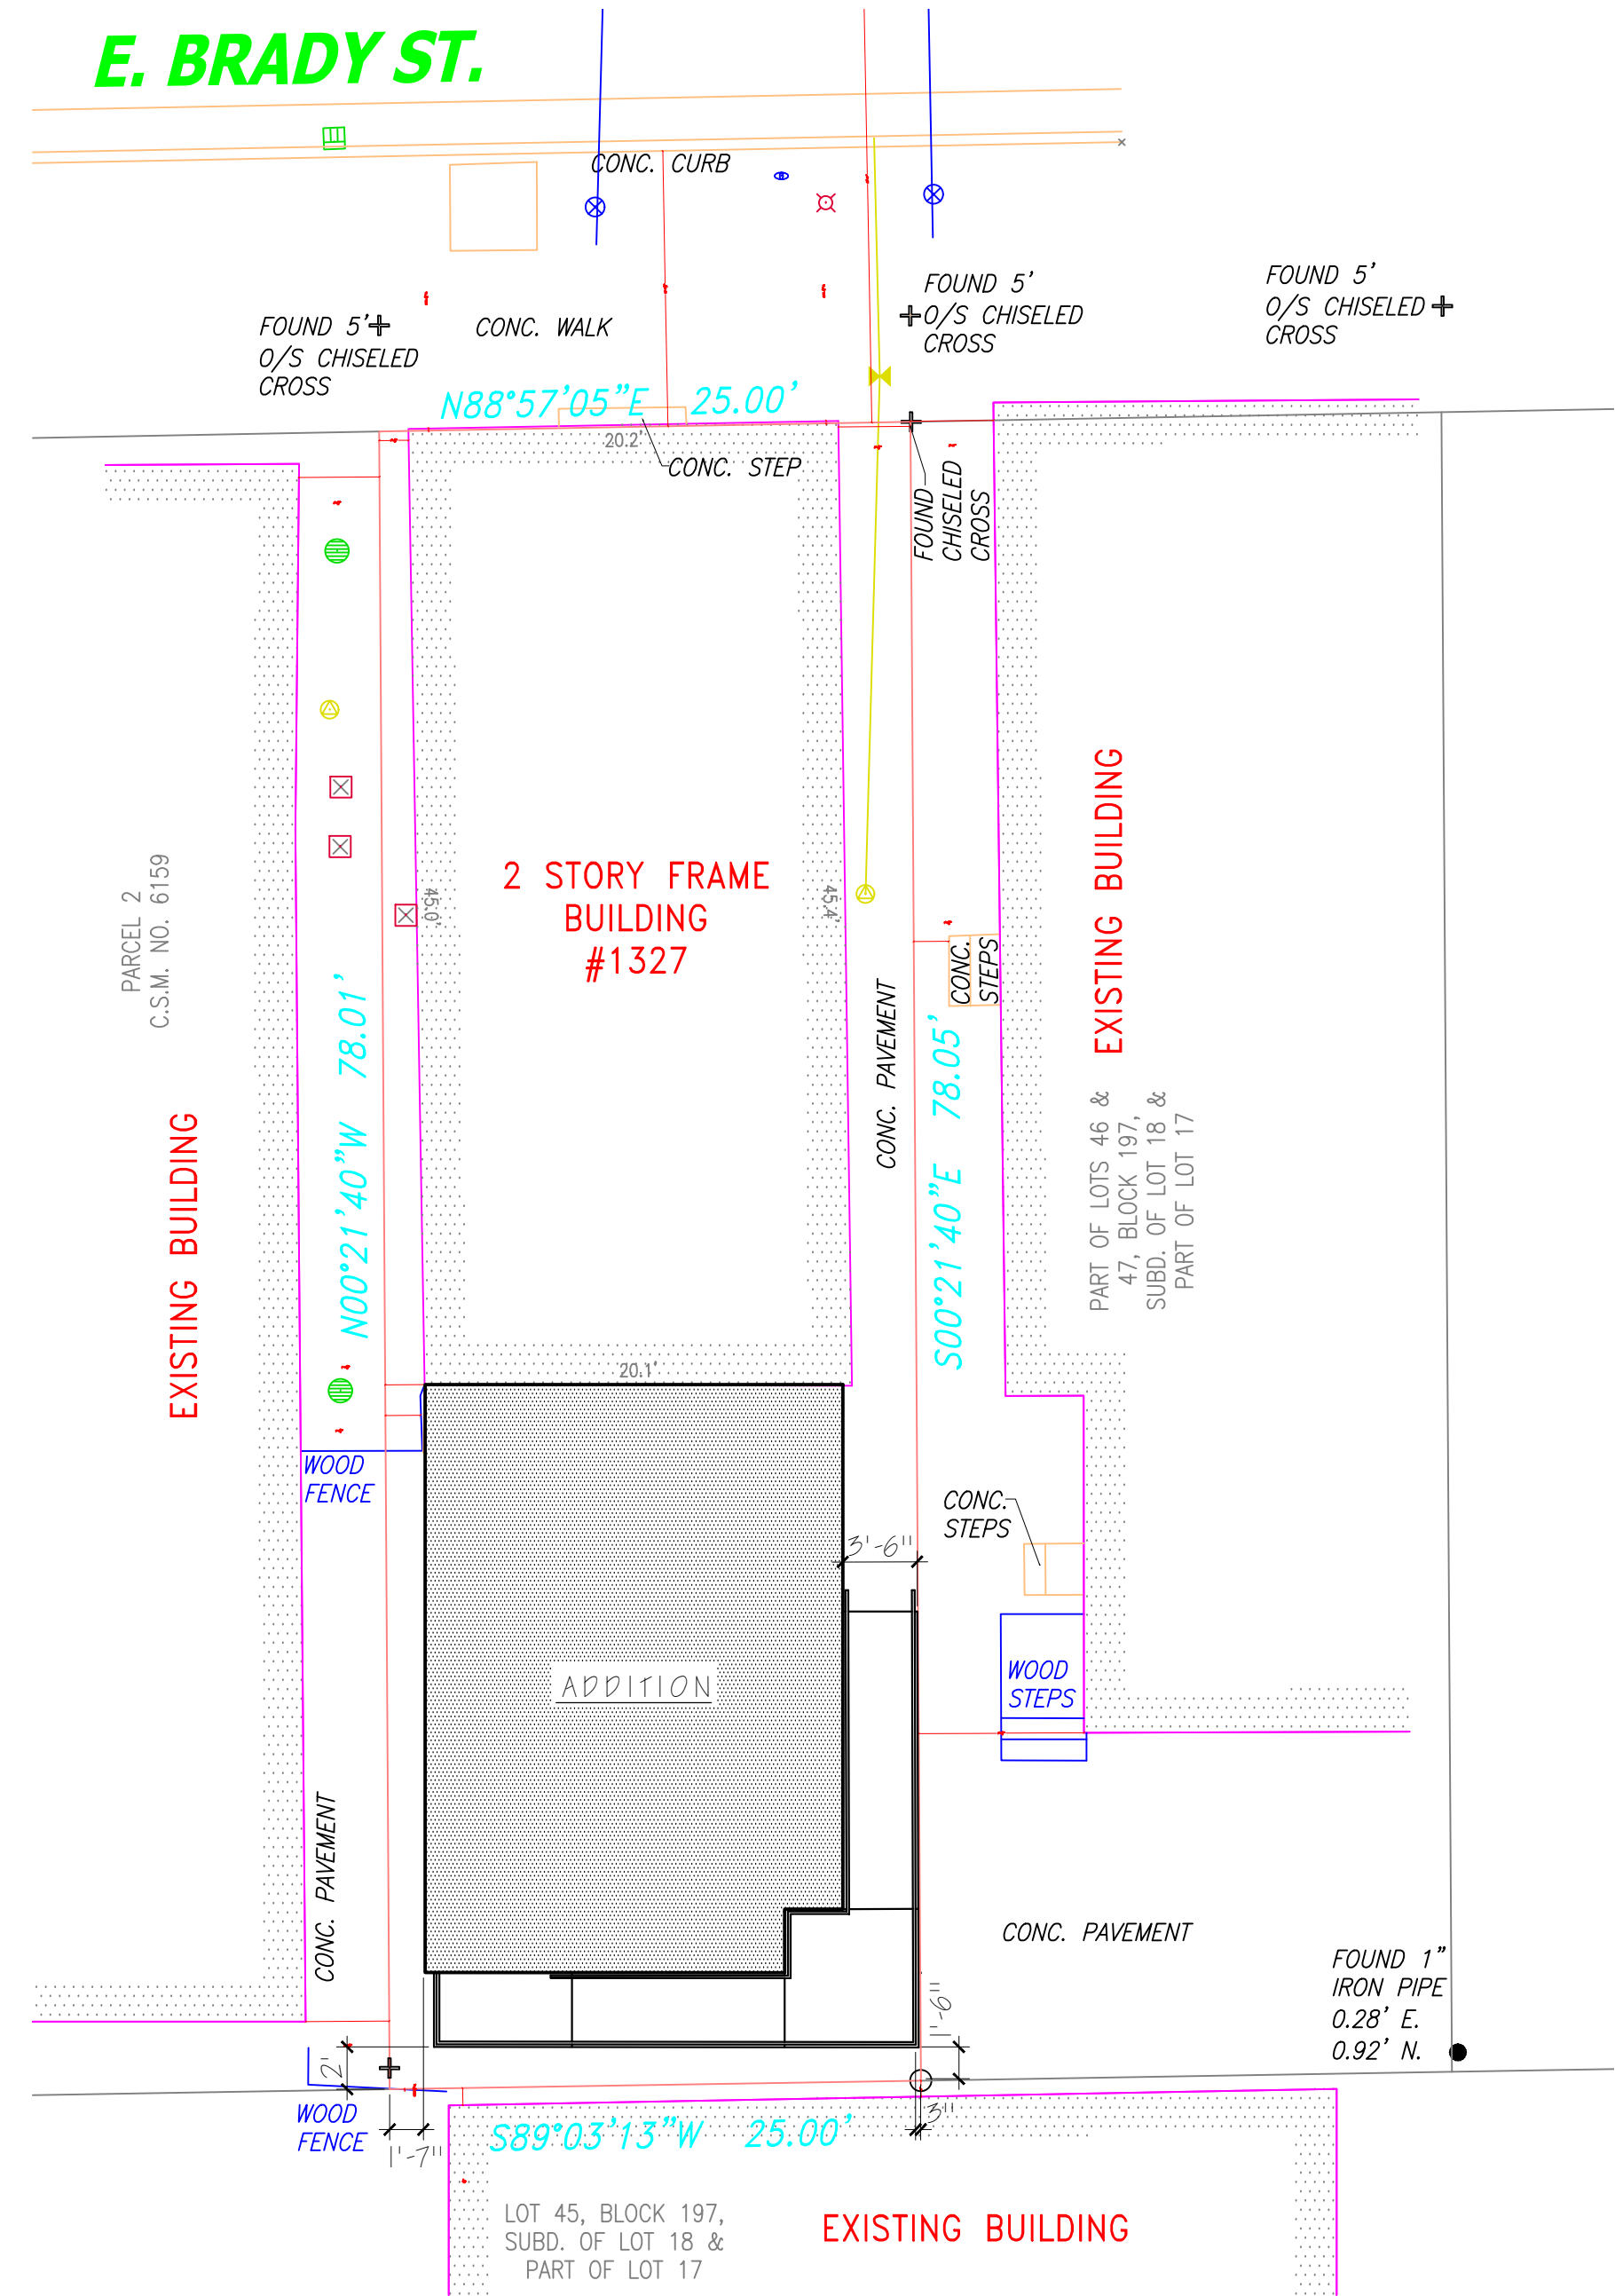 E. BRADY ST.
CONC. CURB
FOUND 5'
O/S CHISELED
CROSS
CONC. WALK
FOUND 5'
O/S CHISELED
CROSS
FOUND 5'
O/S CHISELED
CROSS
N88°57'05"E 25.00'
20.2'
CONC. STEP
FOUND
CHISELED
CROSS
2 STORY FRAME
BUILDING
#1327
45.0'
45.4'
PARCEL 2
C.S.M. NO. 6159
N00°21'40"W 78.01'
EXISTING BUILDING
CONC. PAVEMENT
CONC.
STEPS
S00°21'40"E 78.05'
EXISTING BUILDING
PART OF LOTS 46 &
47, BLOCK 197,
SUBD. OF LOT 18 &
PART OF LOT 17
20.1'
WOOD
FENCE
CONC.
STEPS
3'-6"
WOOD
STEPS
ADDITION
CONC. PAVEMENT
CONC. PAVEMENT
FOUND 1"
IRON PIPE
0.28' E.
0.92' N.
1'-6"
2'
WOOD
FENCE
1'-7"
S89°03'13"W 25.00'
3"
LOT 45, BLOCK 197,
SUBD. OF LOT 18 &
PART OF LOT 17
EXISTING BUILDING